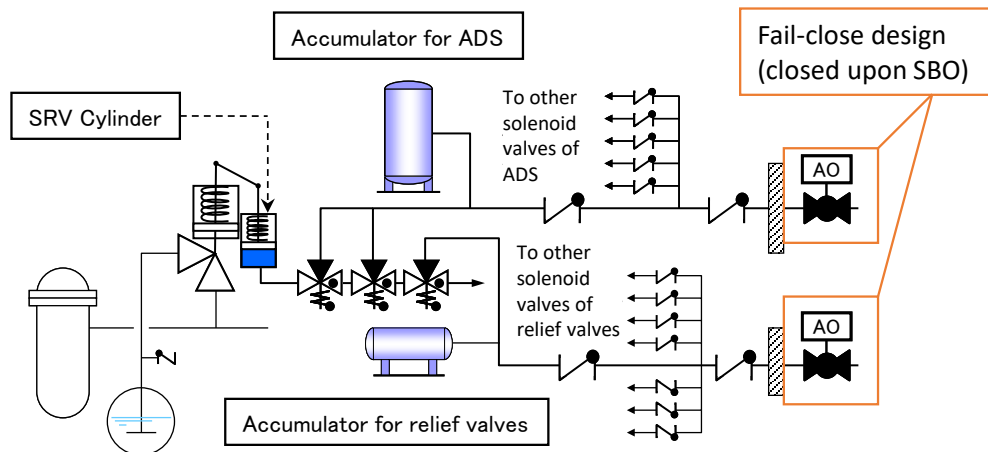 Accumulator for ADS
Fail-close design
(closed upon SBO)
SRV Cylinder
To other
solenoid
valves of
ADS
AO
To other
solenoid
valves of
relief valves
AO
Accumulator for relief valves